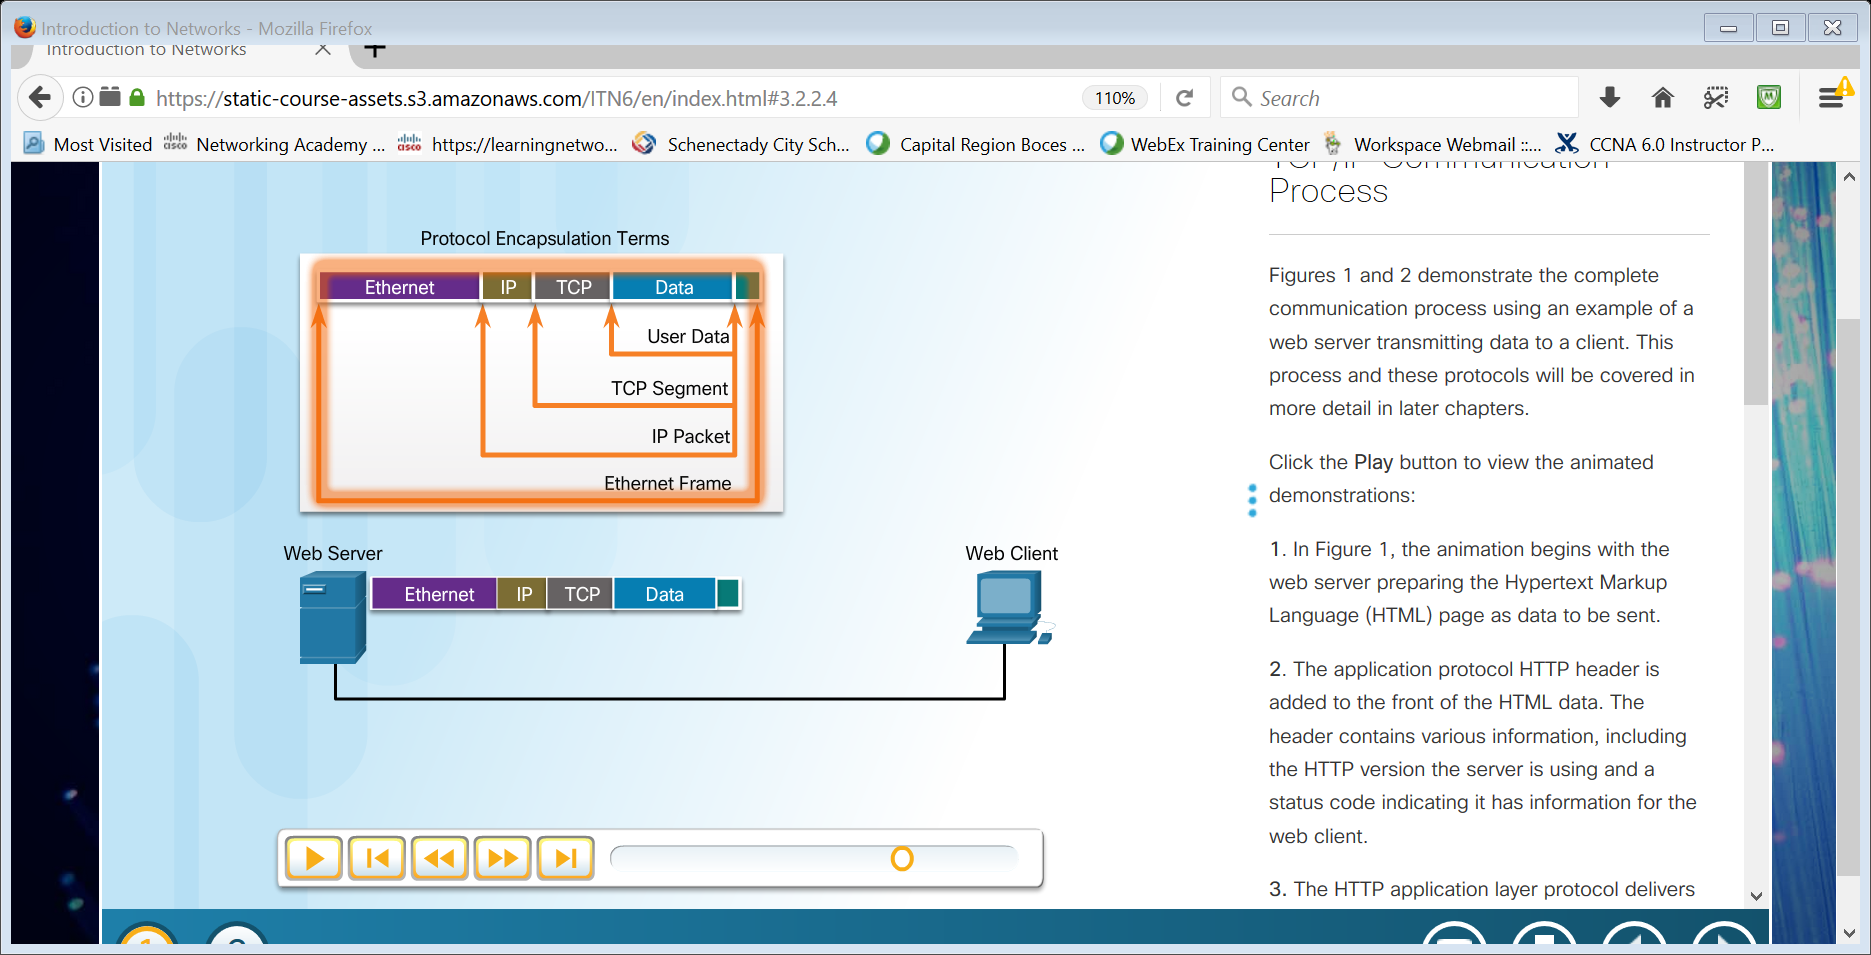 Introduction to Networks - Mozilla Firefox
Introduction to Networks
https://static-course-assets.s3.amazonaws.com/ITN6/en/index.html#3.2.2.4
110%
Search
Most Visited
Networking Academy ...
https://learningnetwo...
Schenectady City Sch...
Capital Region Boces ...
WebEx Training Center
Workspace Webmail ::...
CCNA 6.0 Instructor P...
Protocol Encapsulation Terms
Ethernet IP TCP Data
User Data
TCP Segment
IP Packet
Ethernet Frame
Web Server
Web Client
Ethernet IP TCP Data
TCP/IP Communication
Process
Figures 1 and 2 demonstrate the complete
communication process using an example of a
web server transmitting data to a client. This
process and these protocols will be covered in
more detail in later chapters.
Click the Play button to view the animated
demonstrations:
1. In Figure 1, the animation begins with the
web server preparing the Hypertext Markup
Language (HTML) page as data to be sent.
2. The application protocol HTTP header is
added to the front of the HTML data. The
header contains various information, including
the HTTP version the server is using and a
status code indicating it has information for the
web client.
3. The HTTP application layer protocol delivers